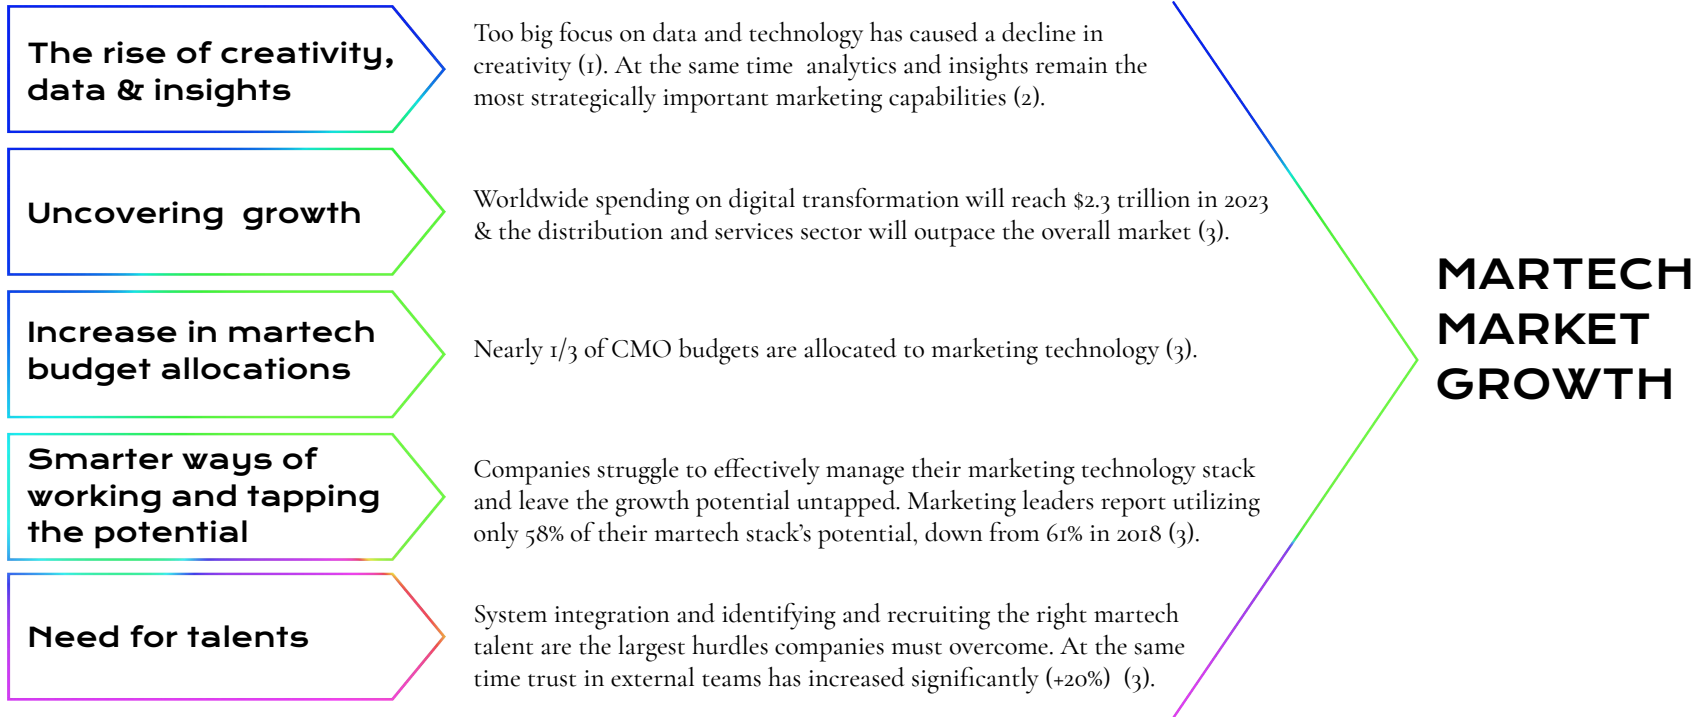 The rise of creativity,
data & insights
Too big focus on data and technology has caused a decline in
creativity (1). At the same time  analytics and insights remain the
most strategically important marketing capabilities (2).
Uncovering  growth
Worldwide spending on digital transformation will reach $2.3 trillion in 2023
& the distribution and services sector will outpace the overall market (3).
Increase in martech
budget allocations
Nearly 1/3 of CMO budgets are allocated to marketing technology (3).
Smarter ways of
working and tapping
the potential
Companies struggle to effectively manage their marketing technology stack
and leave the growth potential untapped. Marketing leaders report utilizing
only 58% of their martech stack’s potential, down from 61% in 2018 (3).
Need for talents
System integration and identifying and recruiting the right martech
talent are the largest hurdles companies must overcome. At the same
time trust in external teams has increased significantly (+20%)  (3).
MARTECH
MARKET
GROWTH